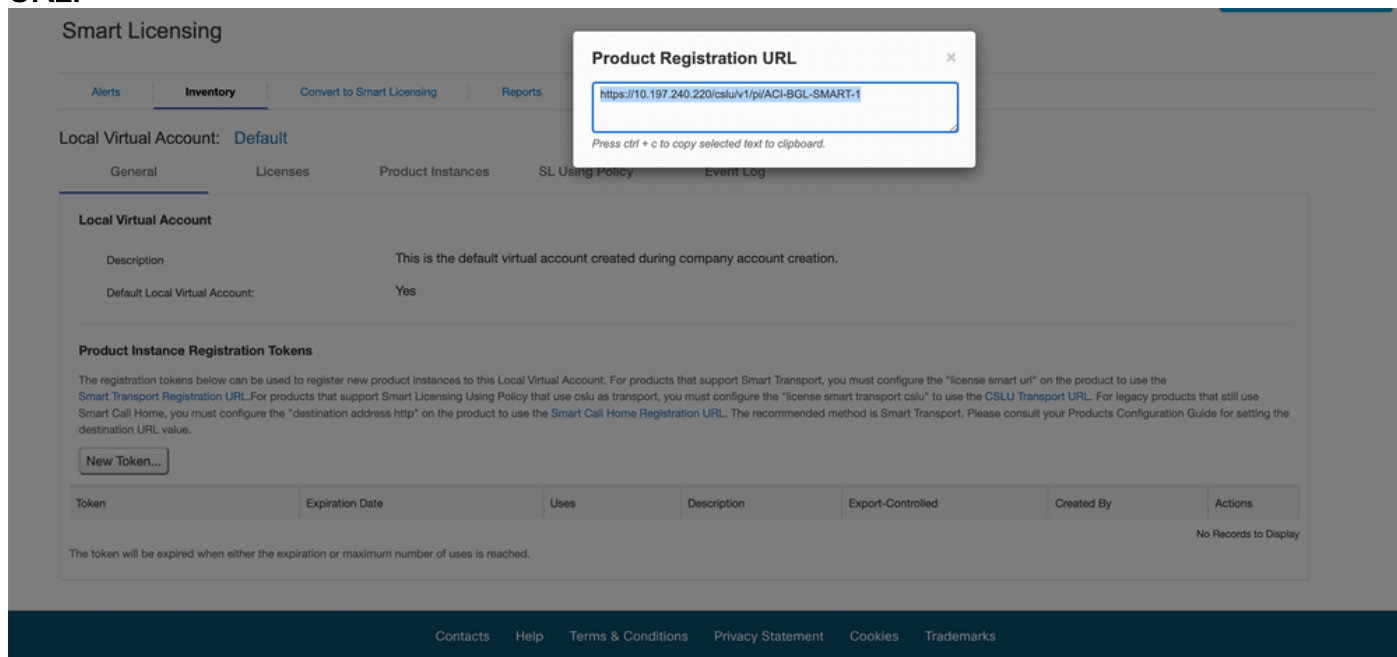 Smart Licensing
Product Registration URL ×
Alerts Inventory Convert to Smart Licensing Reports
https://10.197.240.220/cslu/v1/pi/ACI-BGL-SMART-1
Press ctrl + c to copy selected text to clipboard.
Local Virtual Account: Default
General Licenses Product Instances SL Using Policy Event Log
Local Virtual Account
Description This is the default virtual account created during company account creation.
Default Local Virtual Account: Yes
Product Instance Registration Tokens
The registration tokens below can be used to register new product instances to this Local Virtual Account. For products that support Smart Transport, you must configure the "license smart url" on the product to use the
Smart Transport Registration URL.For products that support Smart Licensing Using Policy that use cslu as transport, you must configure the "license smart transport cslu" to use the CSLU Transport URL. For legacy products that still use
Smart Call Home, you must configure the "destination address http" on the product to use the Smart Call Home Registration URL. The recommended method is Smart Transport. Please consult your Products Configuration Guide for setting the
destination URL value.
New Token...
Token Expiration Date Uses Description Export-Controlled Created By Actions
No Records to Display
The token will be expired when either the expiration or maximum number of uses is reached.
Contacts Help Terms & Conditions Privacy Statement Cookies Trademarks